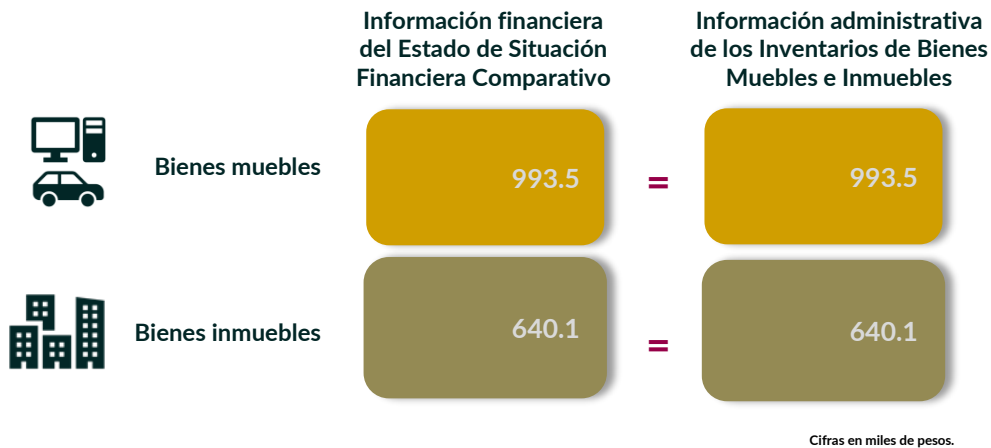 Información financiera
del Estado de Situación
Financiera Comparativo
Información administrativa
de los Inventarios de Bienes
Muebles e Inmuebles
Bienes muebles
993.5
=
993.5
Bienes inmuebles
640.1
=
640.1
Cifras en miles de pesos.